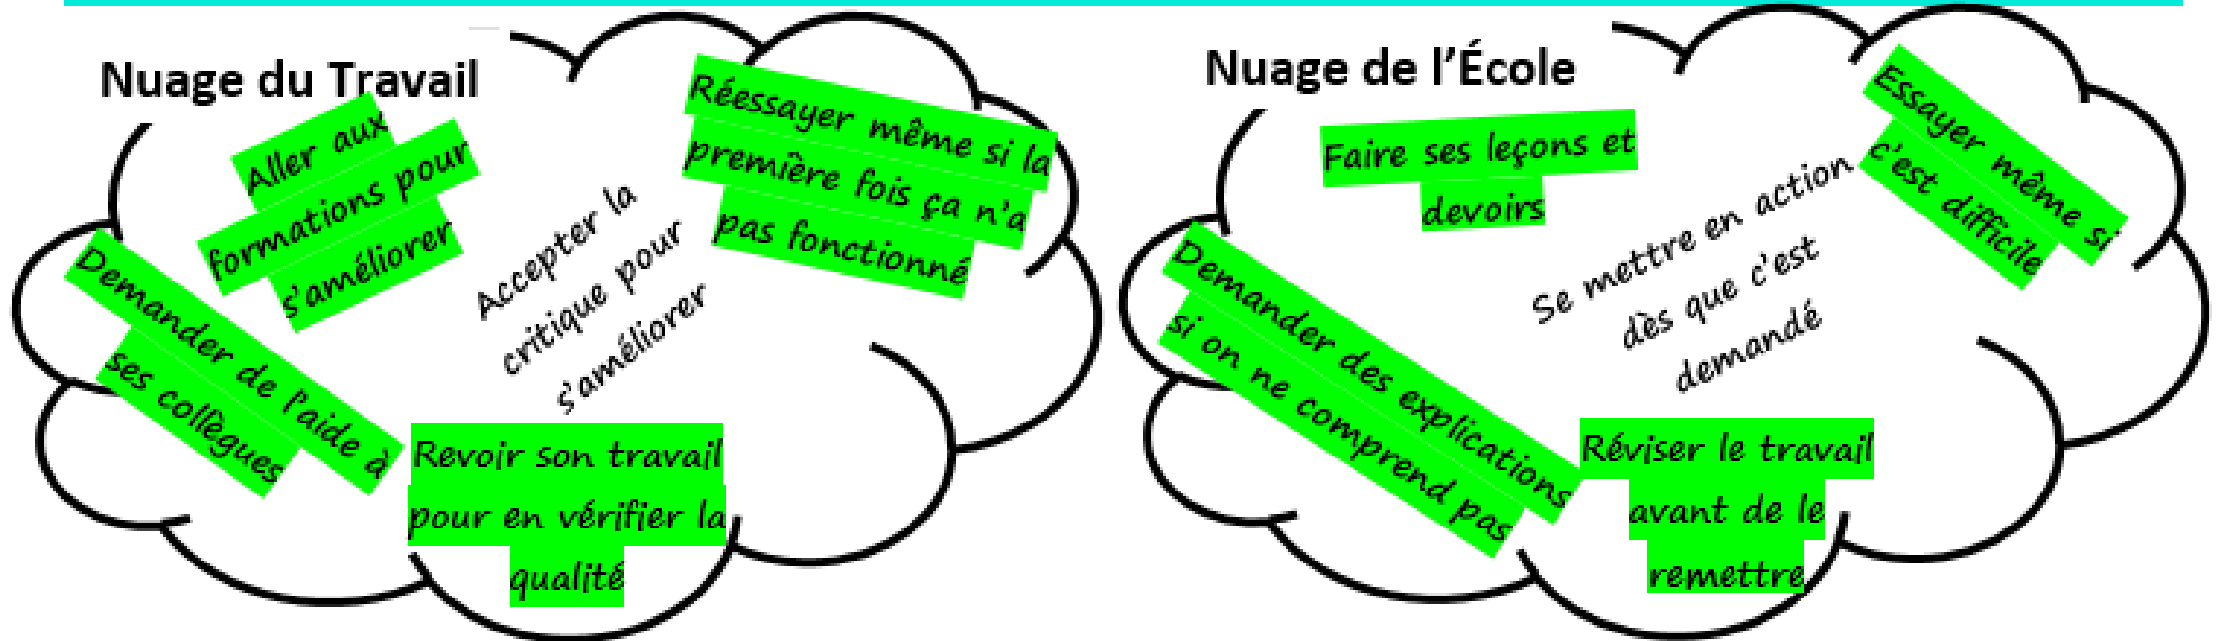 Nuage du Travail
Aller aux
formations pour
s'améliorer
Réessayer même si la
première fois ça n'a
pas fonctionné
Accepter la
critique pour
s'améliorer
Demander de l'aide à
ses collègues
Revoir son travail
pour en vérifier la
qualité
Nuage de l'École
Faire ses leçons et
devoirs
Essayer même si
c'est difficile
Se mettre en action
dès que c'est
demandé
Demander des explications
si on ne comprend pas
Réviser le travail
avant de le
remettre